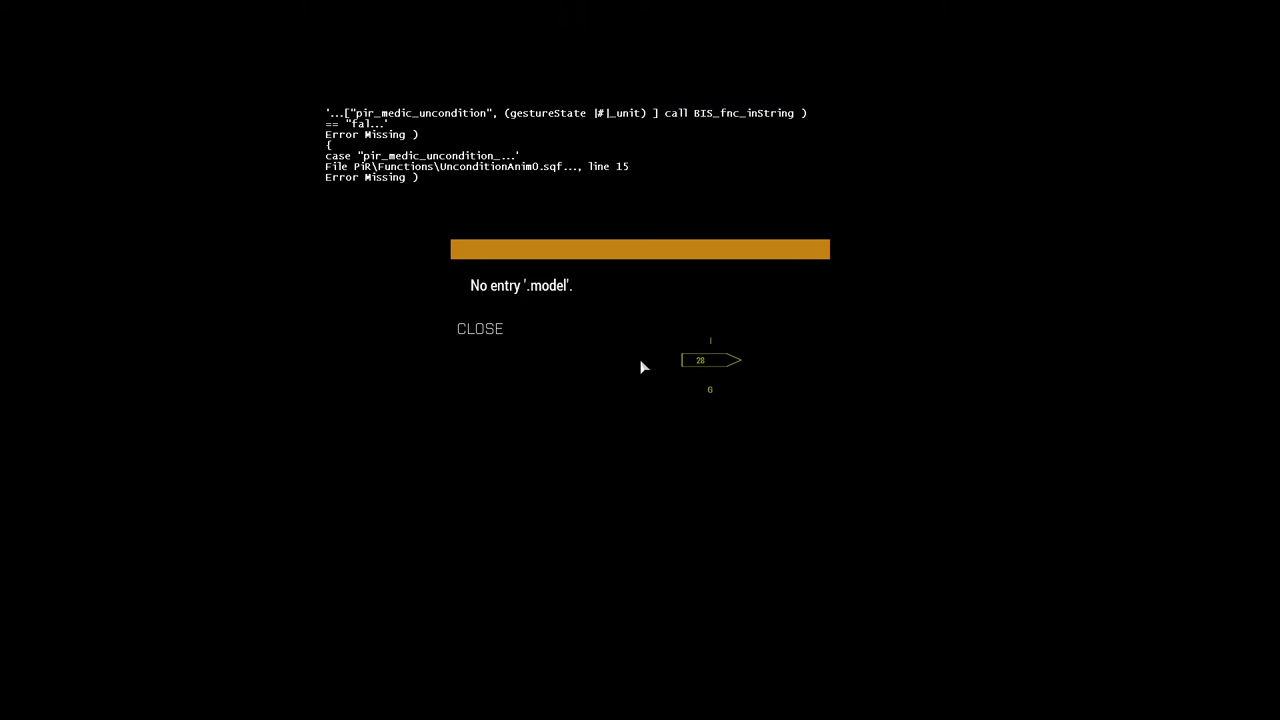 '...["pir_medic_uncondition", (gestureState |#|_unit) ] call BIS_fnc_inString )
== "fal...'
Error Missing )
{
case "pir_medic_uncondition_...'
File PiR\Functions\UnconditionAnim0.sqf..., line 15
Error Missing )
No entry '.model'.
CLOSE
28
6